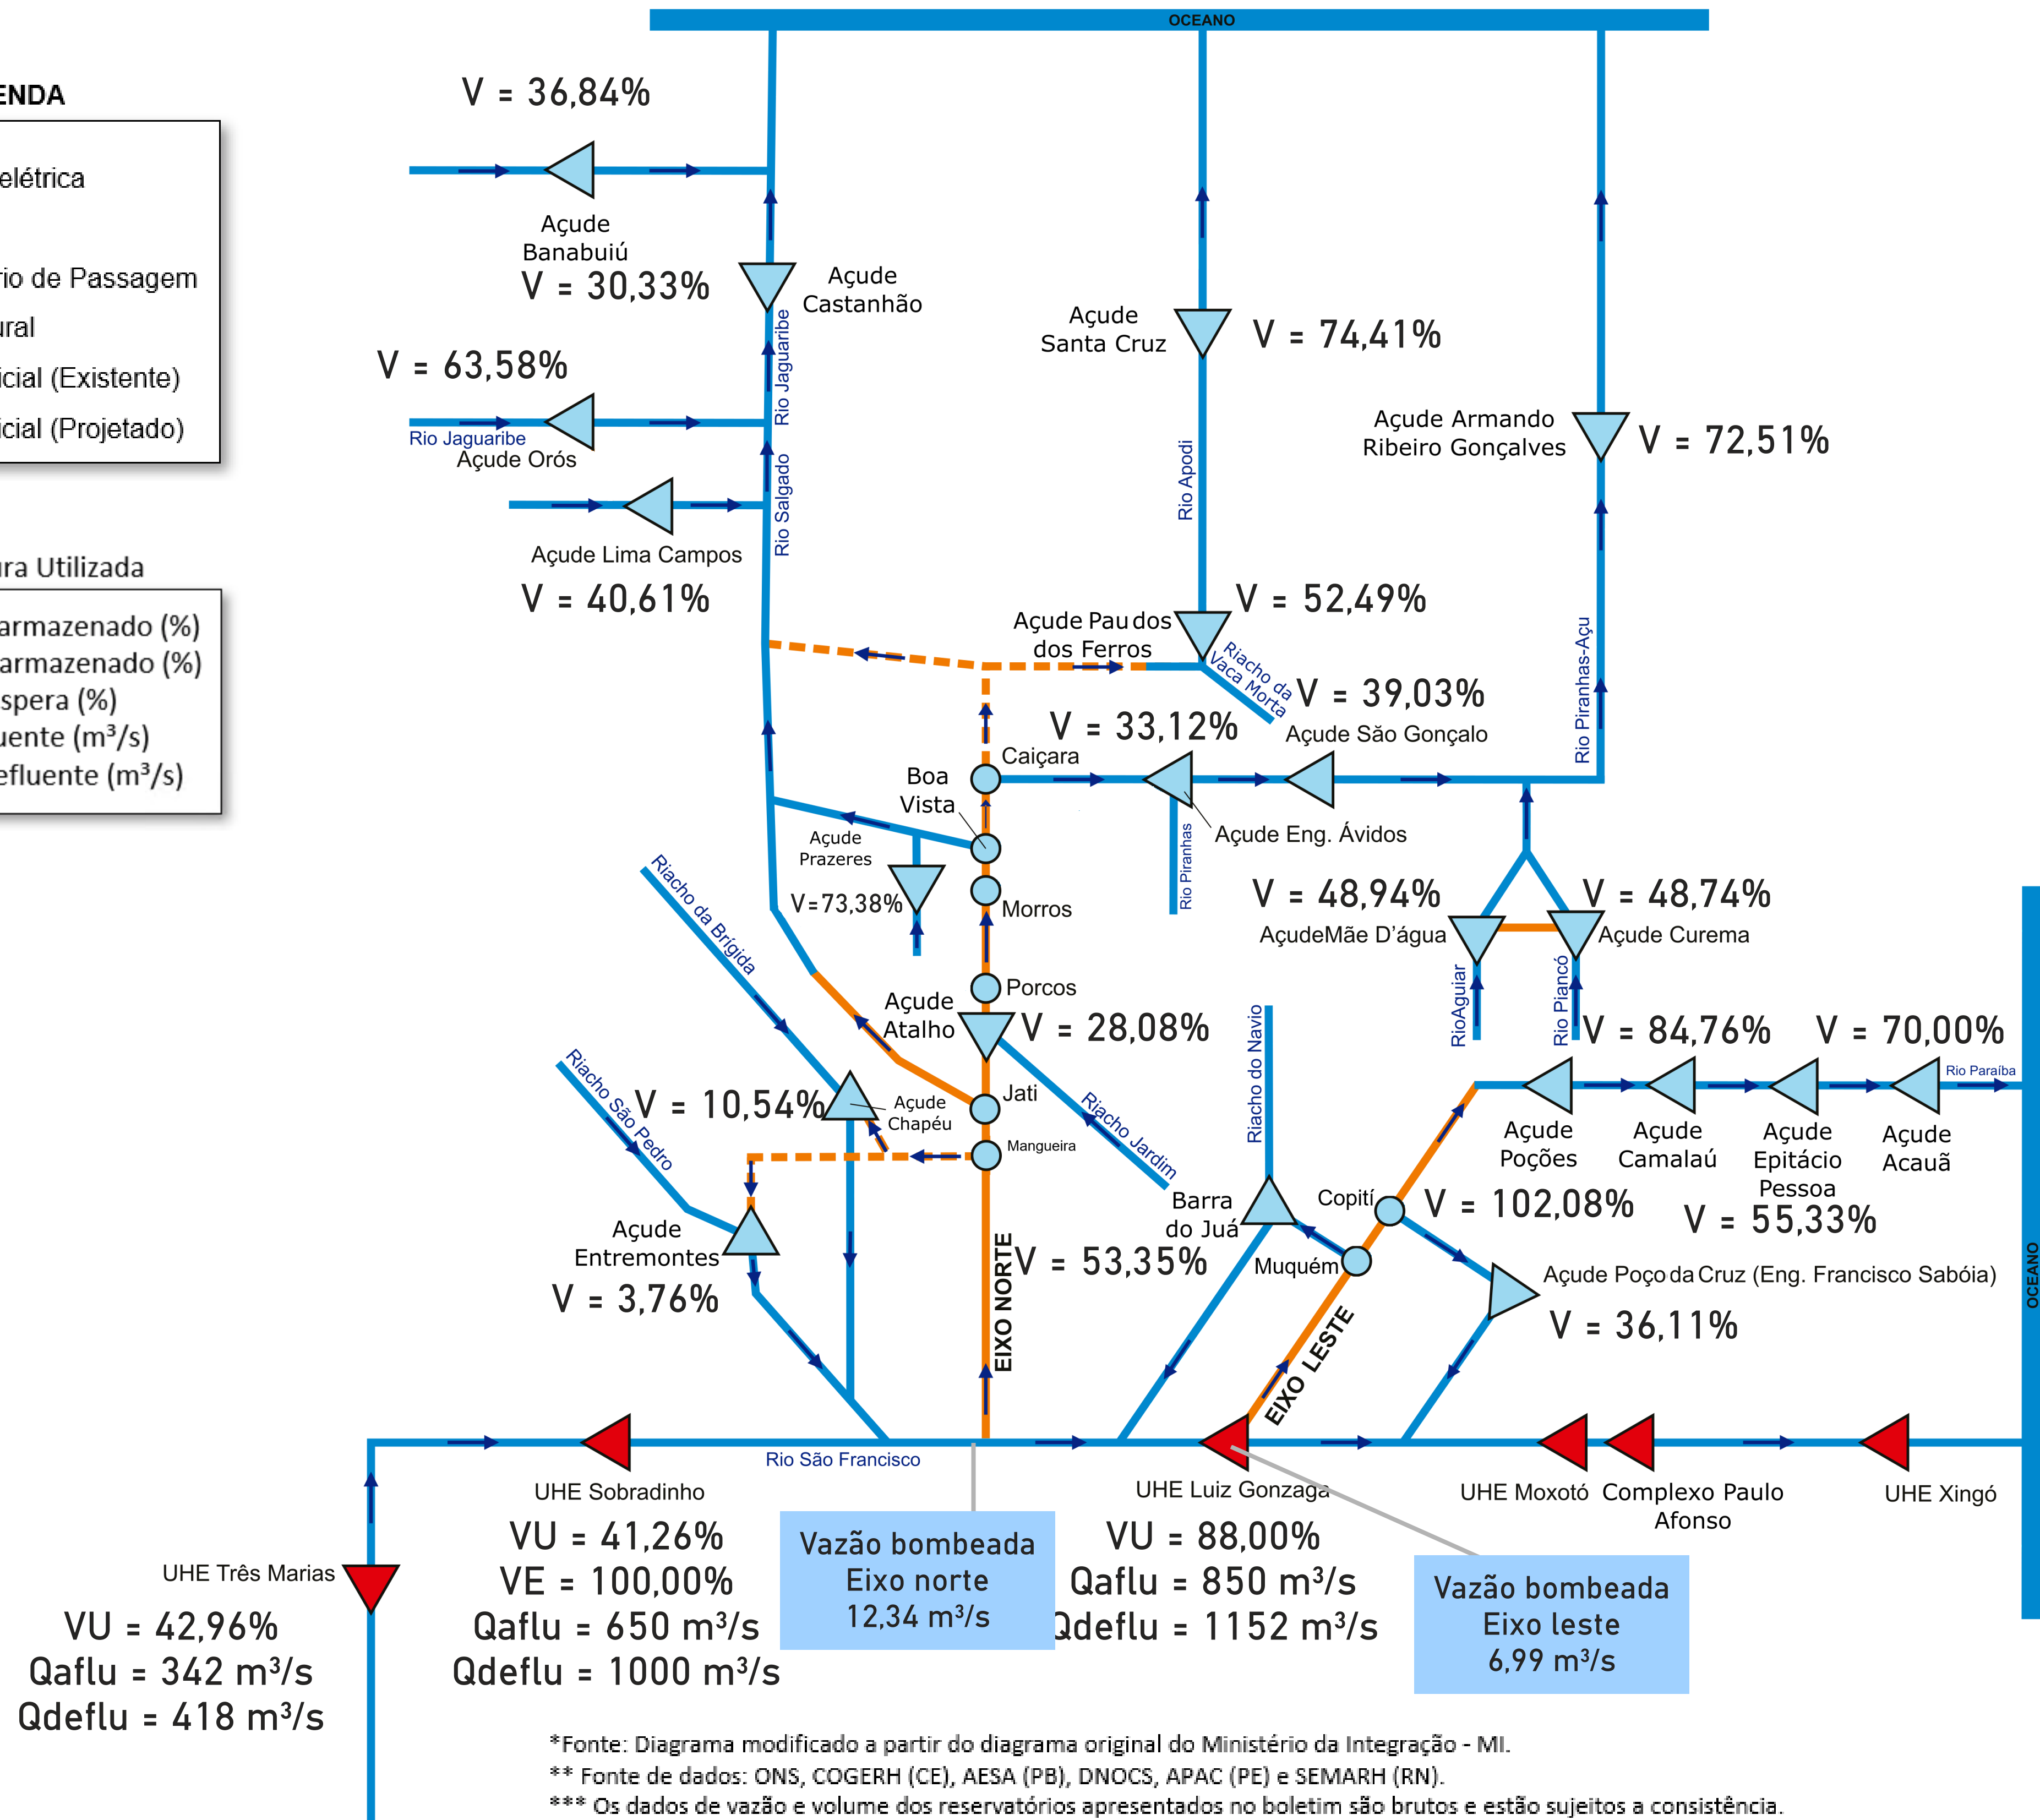 OCEANO
ENDA
elétrica
rio de Passagem
ural
icial (Existente)
icial (Projetado)
ura Utilizada
armazenado (%)
armazenado (%)
spera (%)
uente (m³/s)
efluente (m³/s)
V = 36,84%
Açude
Banabuiú
V = 30,33%
Açude
Castanhão
Rio Jaguaribe
V = 63,58%
Rio Jaguaribe
Açude Orós
Rio Salgado
Açude Lima Campos
V = 40,61%
Açude
Santa Cruz
V = 74,41%
Rio Apodi
Açude Armando
Ribeiro Gonçalves
V = 72,51%
Açude Pau dos
dos Ferros
V = 52,49%
Riacho da
Vaca Morta
Rio Piranhas-Açu
V = 39,03%
Açude São Gonçalo
V = 33,12%
Caiçara
Boa
Vista
Açude Eng. Ávidos
Rio Piranhas
Açude
Prazeres
V=73,38%
Morros
Porcos
V = 48,94%
AçudeMãe D'água
V = 48,74%
Açude Curema
RioAguiar
Rio Piancó
Riacho da Brígida
Açude
Atalho
V = 28,08%
Riacho São Pedro
V = 10,54%
Açude
Chapéu
Jati
Mangueira
Riacho Jardim
Riacho do Navio
V = 84,76%
V = 70,00%
Rio Paraíba
Açude
Poções
Açude
Camalaú
Açude
Epitácio
Pessoa
Açude
Acauã
V = 102,08%
V = 55,33%
Barra
do Juá
Copití
Muquém
V = 53,35%
Açude
Entremontes
V = 3,76%
EIXO NORTE
EIXO LESTE
Açude Poço da Cruz (Eng. Francisco Sabóia)
V = 36,11%
OCEANO
Rio São Francisco
UHE Sobradinho
VU = 41,26%
VE = 100,00%
Qaflu = 650 m³/s
Qdeflu = 1000 m³/s
Vazão bombeada
Eixo norte
12,34 m³/s
UHE Luiz Gonzaga
VU = 88,00%
Qaflu = 850 m³/s
Qdeflu = 1152 m³/s
Vazão bombeada
Eixo leste
6,99 m³/s
UHE Moxotó
Complexo Paulo
Afonso
UHE Xingó
UHE Três Marias
VU = 42,96%
Qaflu = 342 m³/s
Qdeflu = 418 m³/s
*Fonte: Diagrama modificado a partir do diagrama original do Ministério da Integração - MI.
** Fonte de dados: ONS, COGERH (CE), AESA (PB), DNOCS, APAC (PE) e SEMARH (RN).
*** Os dados de vazão e volume dos reservatórios apresentados no boletim são brutos e estão sujeitos a consistência.